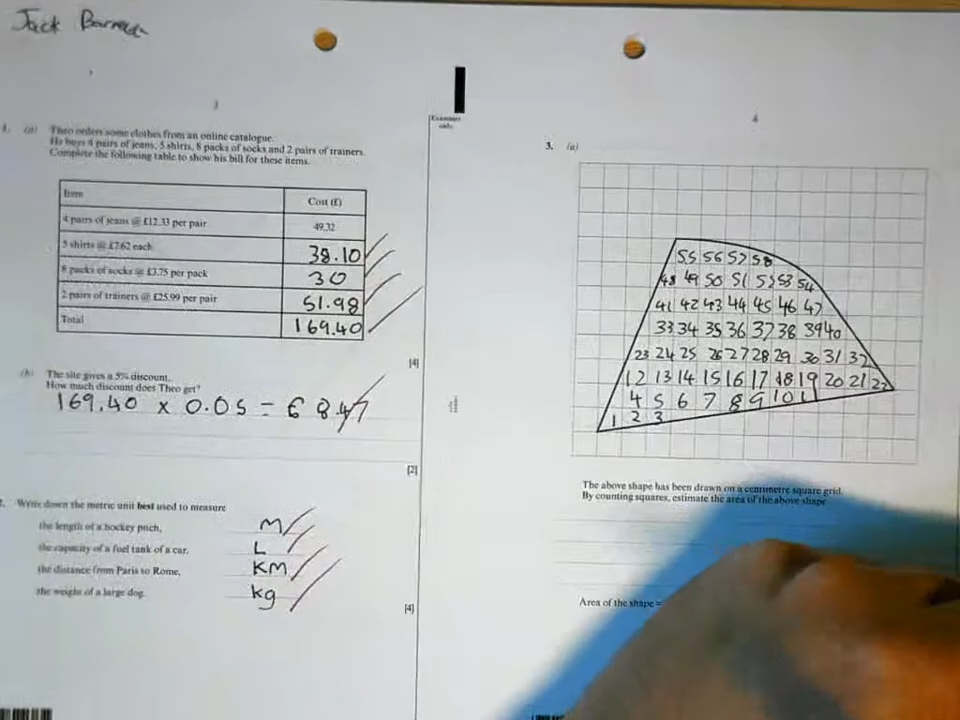 Jack
3
1. (a) Theo orders some clothes from an online catalogue.
He buys 4 pairs of jeans, 5 shirts, 8 packs of socks and 2 pairs of trainers.
Complete the following table to show his bill for these items.
Item Cost (£)
4 pairs of jeans @ £12.33 per pair 49.32
5 shirts @ £7.62 each 38.10
8 packs of socks @ £3.75 per pack 30
2 pairs of trainers @ £25.99 per pair 51.98
Total 169.40
[4]
(b) The site gives a 5% discount.
How much discount does Theo get?
169.40 x 0.05 = £ 8.47
[2]
2. Write down the metric unit best used to measure
the length of a hockey pitch, M
the capacity of a fuel tank of a car, L
the distance from Paris to Rome, KM
the weight of a large dog. kg
[4]
Examiner
only
4
3. (a)
55 56 57 58
48 49 50 51 53 53 54
41 42 43 44 45 46 47
33 34 35 36 37 38 39 40
23 24 25 26 27 28 29 30 31 32
12 13 14 15 16 17 18 19 20 21 22
4 5 6 7 8 9 10 11
1 2 3
The above shape has been drawn on a centimetre square grid.
By counting squares, estimate the area of the above shape
Area of the shape =